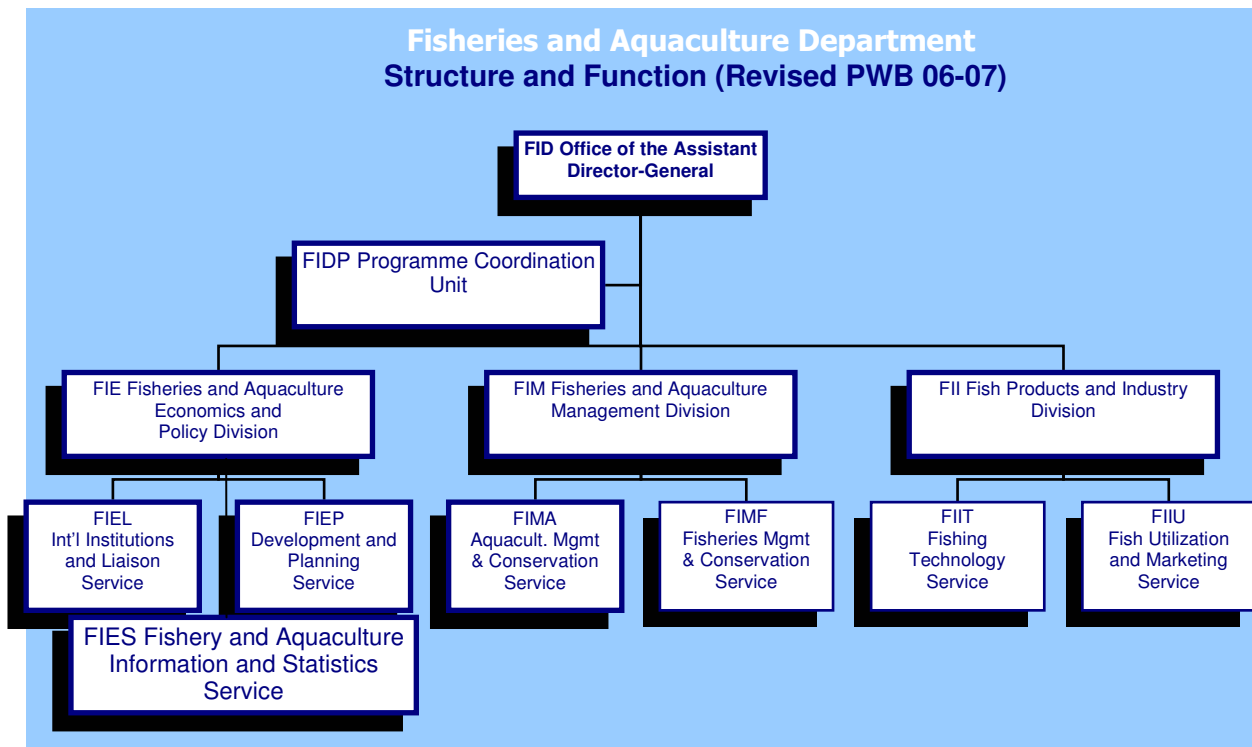 Fisheries and Aquaculture Department
Structure and Function (Revised PWB 06-07)
FID Office of the Assistant
Director-General
FIDP Programme Coordination
Unit
FIE Fisheries and Aquaculture
Economics and
Policy Division
FIM Fisheries and Aquaculture
Management Division
FII Fish Products and Industry
Division
FIEL
Int'l Institutions
and Liaison
Service
FIEP
Development and
Planning
Service
FIMA
Aquacult. Mgmt
& Conservation
Service
FIMF
Fisheries Mgmt
& Conservation
Service
FIIT
Fishing
Technology
Service
FIIU
Fish Utilization
and Marketing
Service
FIES Fishery and Aquaculture
Information and Statistics
Service